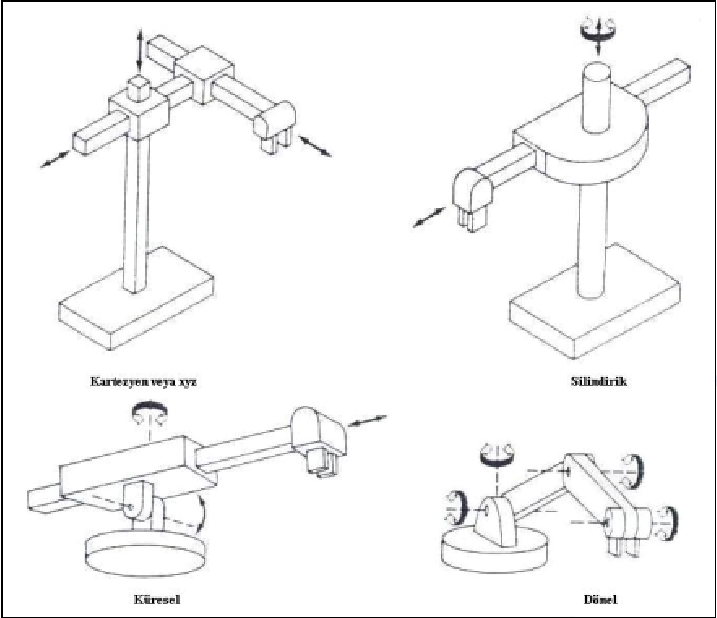 Kartezyen veya xyz
Silindirik
Küresel
Dönel